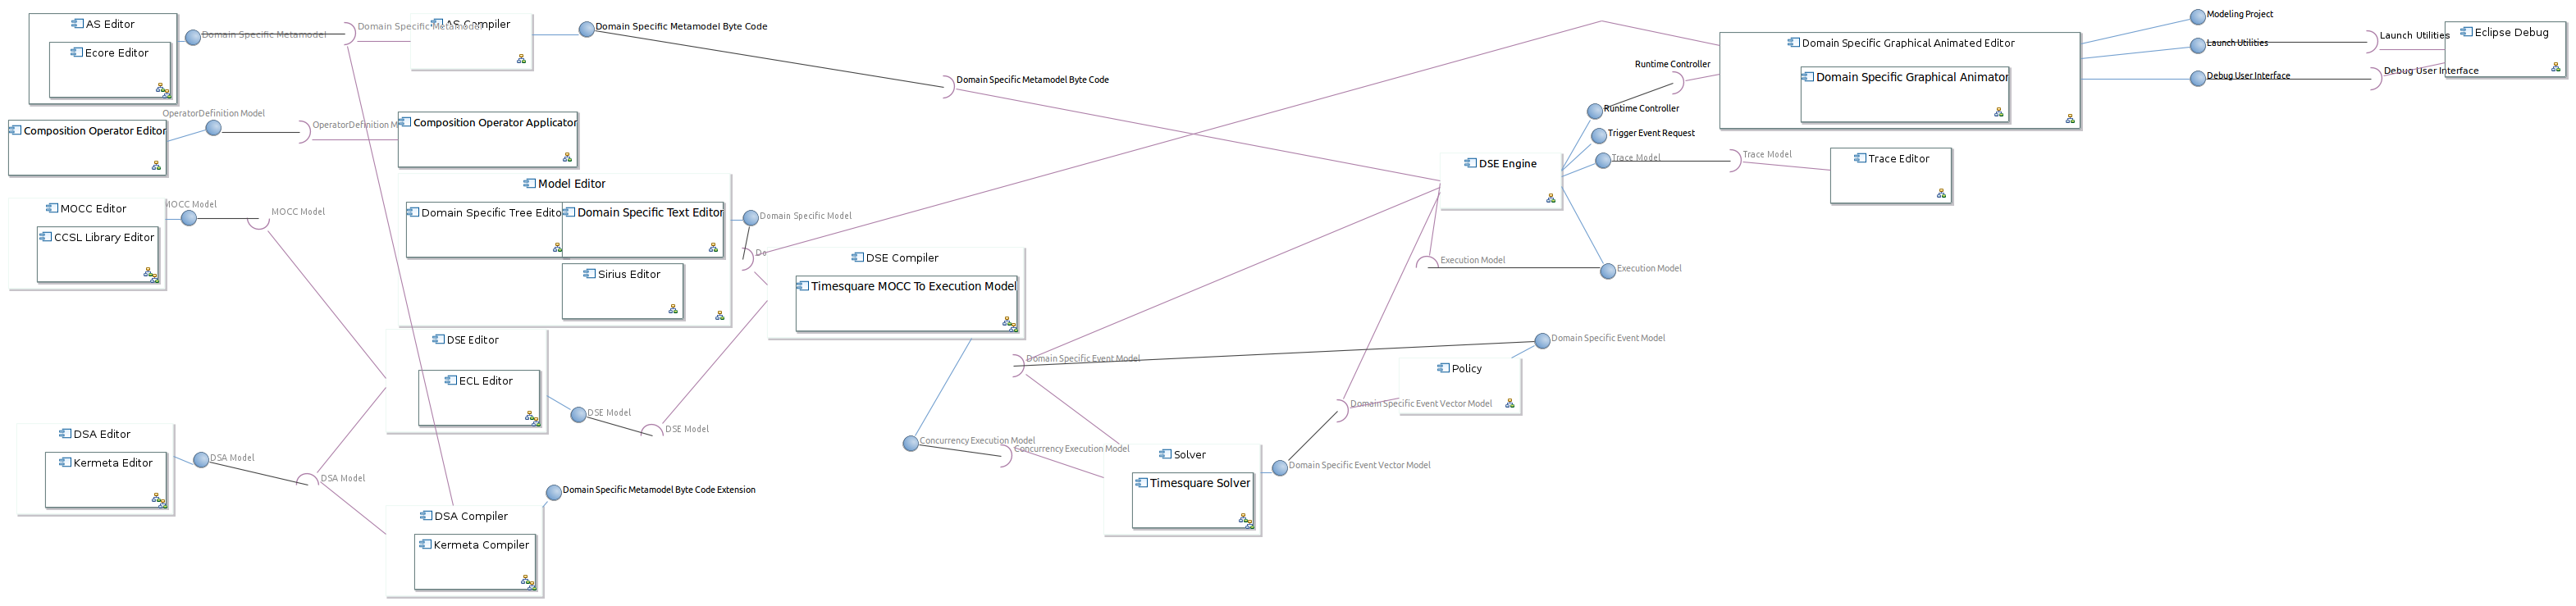 AS Editor
Ecore Editor
Domain Specific Metamodel
Domain Specific Metamodel
AS Compiler
Domain Specific Metamodel Byte Code
Domain Specific Metamodel Byte Code
Composition Operator Editor
OperatorDefinition Model
OperatorDefinition M
Composition Operator Applicator
MOCC Editor
CCSL Library Editor
MOCC Model
MOCC Model
Model Editor
Domain Specific Tree Edito
Domain Specific Text Editor
Sirius Editor
Domain Specific Model
Do
DSE Compiler
Timesquare MOCC To Execution Model
DSE Editor
ECL Editor
DSE Model
DSE Model
DSA Editor
Kermeta Editor
DSA Model
DSA Model
DSA Compiler
Kermeta Compiler
Domain Specific Metamodel Byte Code Extension
Concurrency Execution Model
Concurrency Execution Model
Domain Specific Event Model
Domain Specific Event Model
Solver
Timesquare Solver
Domain Specific Event Vector Model
Domain Specific Event Vector Model
Policy
DSE Engine
Execution Model
Execution Model
Runtime Controller
Runtime Controller
Trigger Event Request
Trace Model
Trace Model
Trace Editor
Domain Specific Graphical Animated Editor
Domain Specific Graphical Animator
Modeling Project
Launch Utilities
Launch Utilities
Debug User Interface
Debug User Interface
Eclipse Debug